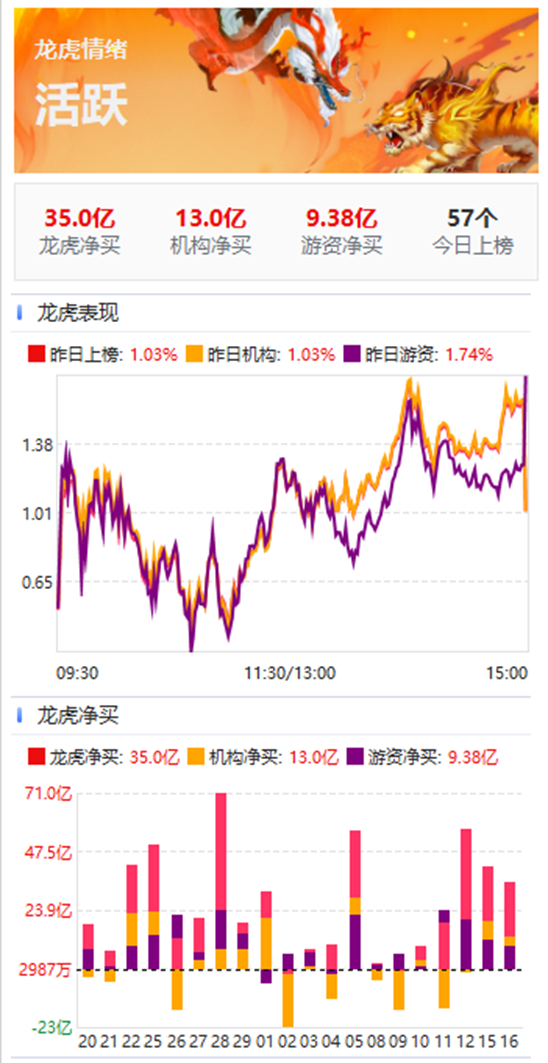 龙虎情绪
活跃
35.0亿 13.0亿 9.38亿 57个
龙虎净买 机构净买 游资净买 今日上榜
龙虎表现
昨日上榜: 1.03% 昨日机构: 1.03% 昨日游资: 1.74%
1.38
1.01
0.65
09:30 11:30/13:00 15:00
龙虎净买
龙虎净买: 35.0亿 机构净买: 13.0亿 游资净买: 9.38亿
71.0亿
47.5亿
23.9亿
2987万
-23亿
20 21 22 25 26 27 28 29 01 02 03 04 05 08 09 10 11 12 15 16